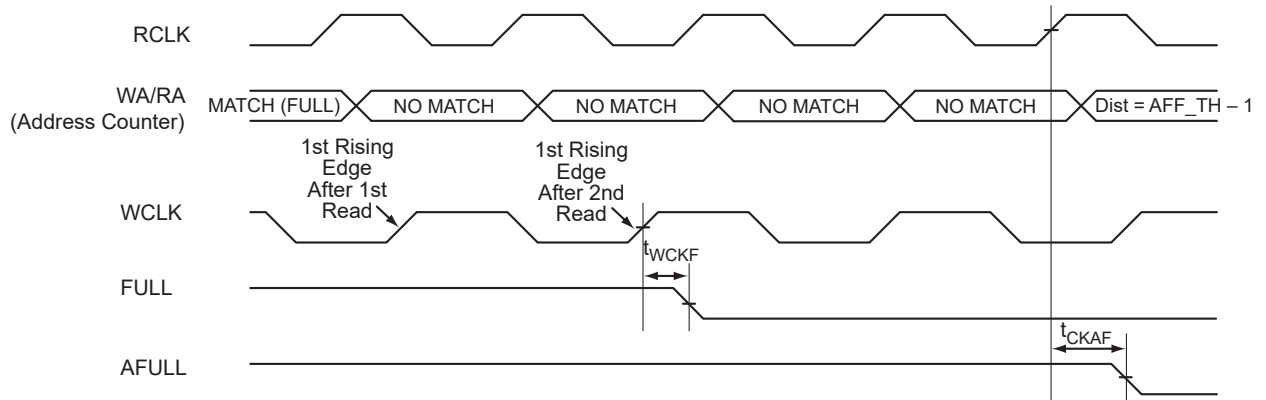 RCLK
WA/RA
(Address Counter)
MATCH (FULL)
NO MATCH
NO MATCH
NO MATCH
NO MATCH
Dist = AFF_TH – 1
1st Rising
Edge
After 1st
Read
1st Rising
Edge
After 2nd
Read
WCLK
tWCKF
FULL
tCKAF
AFULL